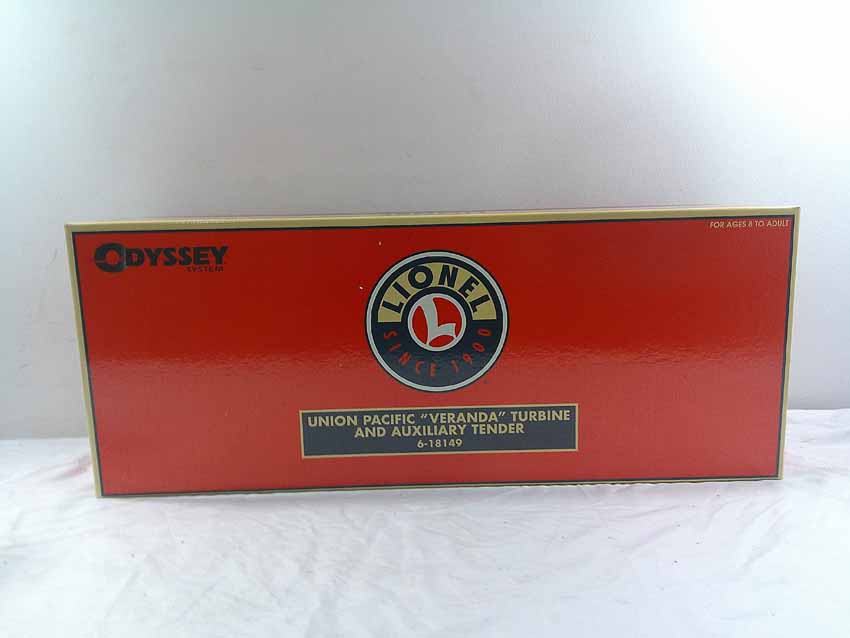 FOR AGES 8 TO ADULT
ODYSSEY
SYSTEM
LIONEL
L
SINCE 1900
UNION PACIFIC "VERANDA" TURBINE
AND AUXILIARY TENDER
6-18149